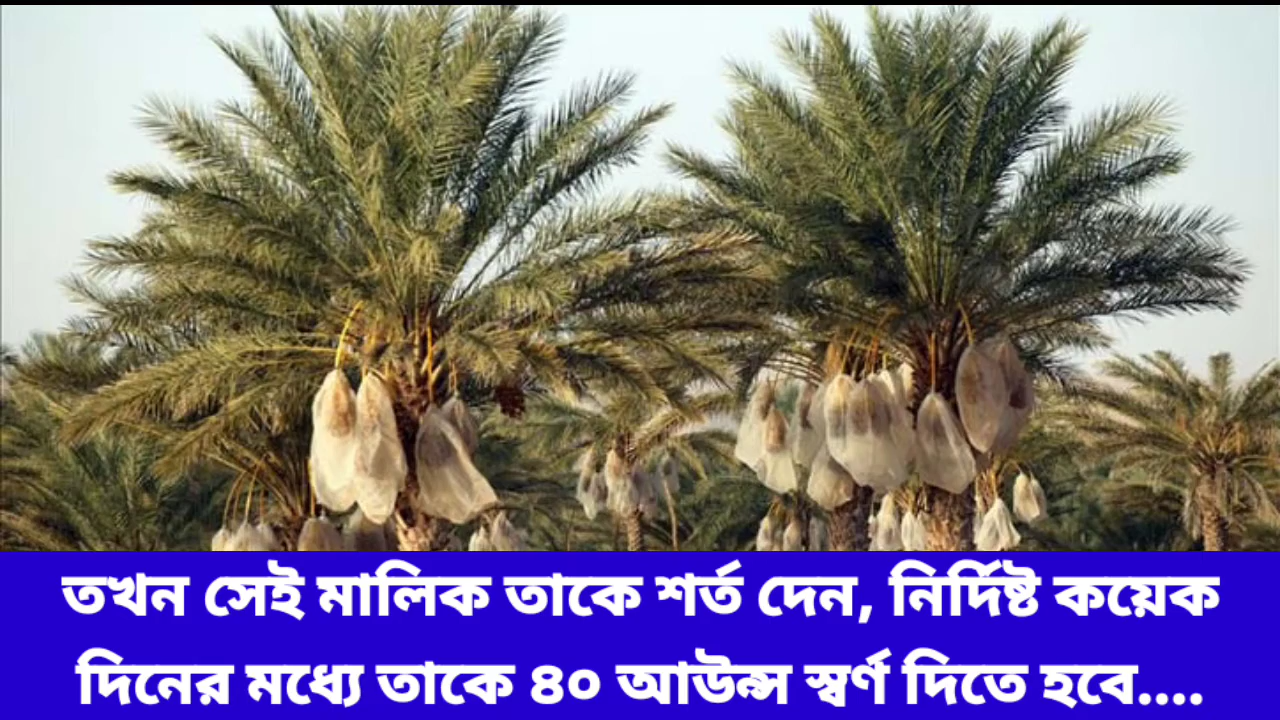 তখন সেই মালিক তাকে শর্ত দেন, নির্দিষ্ট কয়েক
দিনের মধ্যে তাকে ৪০ আউন্স স্বর্ণ দিতে হবে....